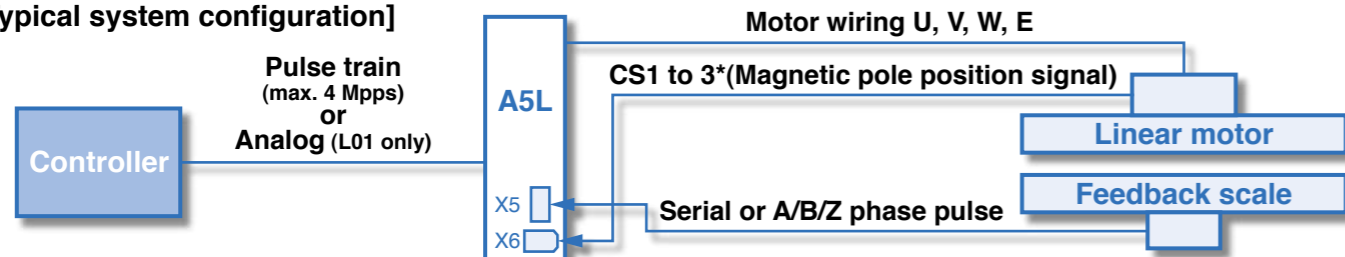 ypical system configuration]
Motor wiring U, V, W, E
Pulse train
(max. 4 Mpps)
or
Analog (L01 only)
CS1 to 3*(Magnetic pole position signal)
A5L
Controller
Linear motor
X5
Serial or A/B/Z phase pulse
Feedback scale
X6